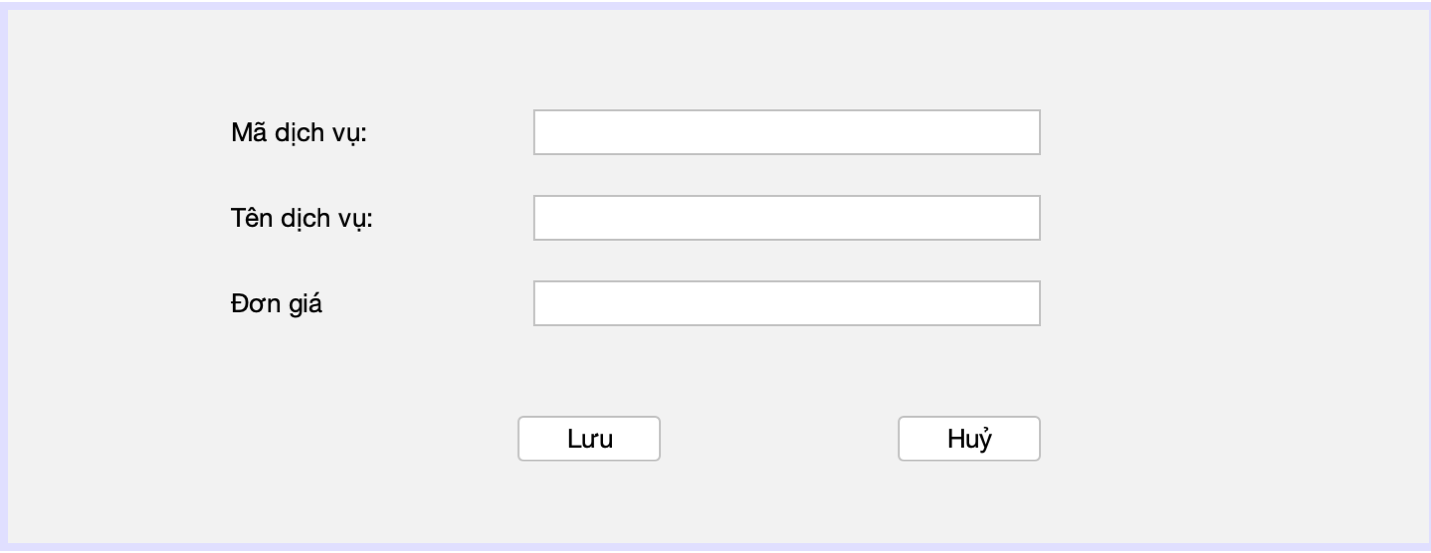 Mã dịch vụ:
Tên dịch vụ:
Đơn giá
Lưu
Huỷ